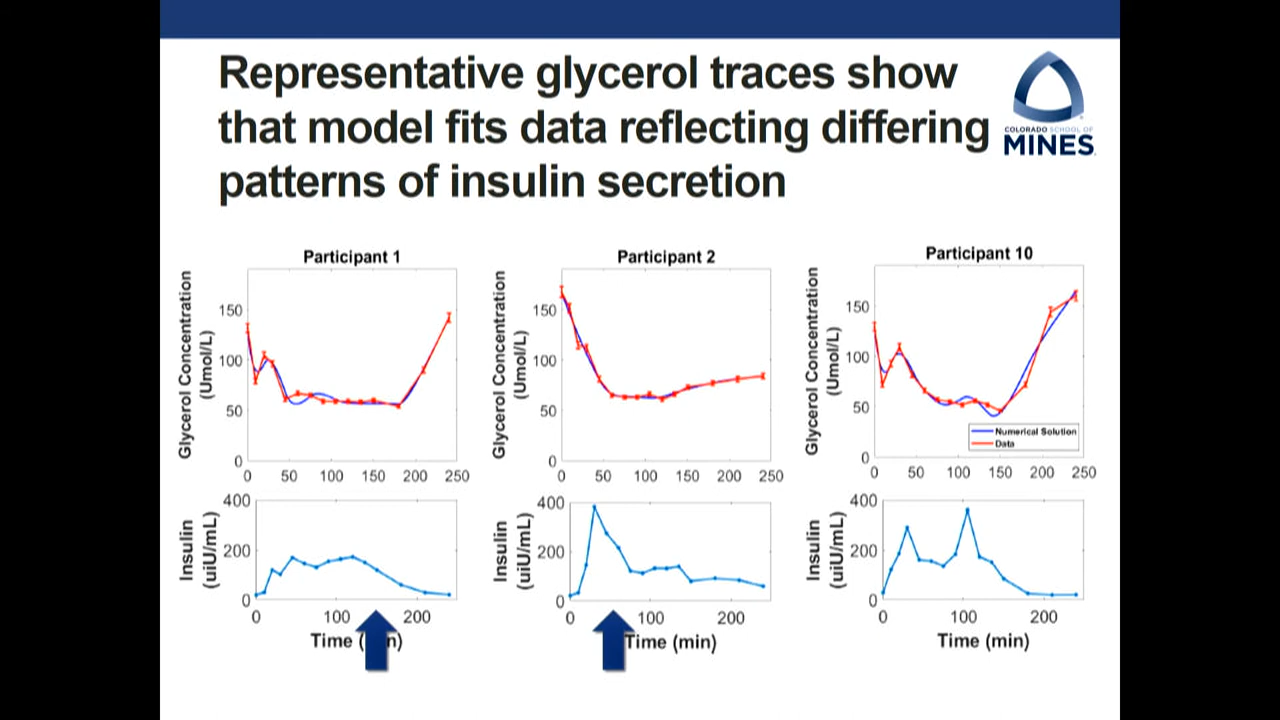 Representative glycerol traces show
that model fits data reflecting differing
patterns of insulin secretion
COLORADO SCHOOL OF
MINES
Participant 1
Glycerol Concentration
(Umol/L)
150
100
50
0
0 50 100 150 200 250
Participant 2
Glycerol Concentration
(Umol/L)
150
100
50
0
0 50 100 150 200 250
Participant 10
Glycerol Concentration
(Umol/L)
150
100
50
0
0 50 100 150 200 250
Numerical Solution
Data
Insulin
(uiU/mL)
400
200
0
0 100 200
Time (n)
Insulin
(uiU/mL)
400
200
0
0 100 200
Time (min)
Insulin
(uiU/mL)
400
200
0
0 100 200
Time (min)